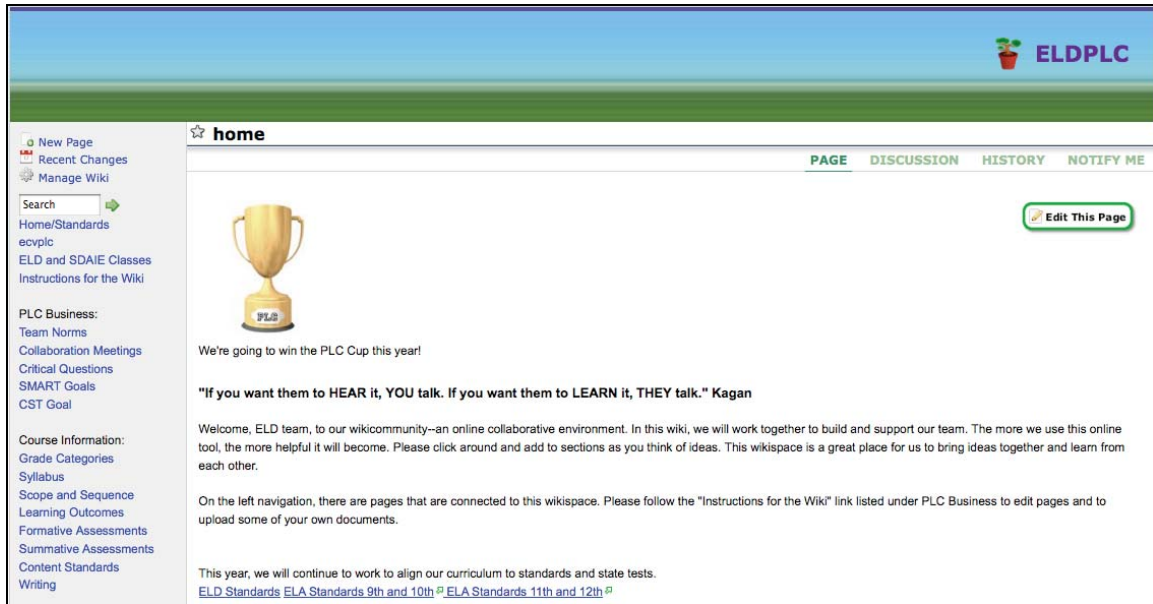 ELDPLC
New Page
Recent Changes
Manage Wiki
Search
Home/Standards
ecvplc
ELD and SDAIE Classes
Instructions for the Wiki
PLC Business:
Team Norms
Collaboration Meetings
Critical Questions
SMART Goals
CST Goal
Course Information:
Grade Categories
Syllabus
Scope and Sequence
Learning Outcomes
Formative Assessments
Summative Assessments
Content Standards
Writing
home
PAGE DISCUSSION HISTORY NOTIFY ME
Edit This Page
PLC
We're going to win the PLC Cup this year!
"If you want them to HEAR it, YOU talk. If you want them to LEARN it, THEY talk." Kagan
Welcome, ELD team, to our wikicommunity--an online collaborative environment. In this wiki, we will work together to build and support our team. The more we use this online
tool, the more helpful it will become. Please click around and add to sections as you think of ideas. This wikispace is a great place for us to bring ideas together and learn from
each other.
On the left navigation, there are pages that are connected to this wikispace. Please follow the "Instructions for the Wiki" link listed under PLC Business to edit pages and to
upload some of your own documents.
This year, we will continue to work to align our curriculum to standards and state tests.
ELD Standards ELA Standards 9th and 10th ELA Standards 11th and 12th